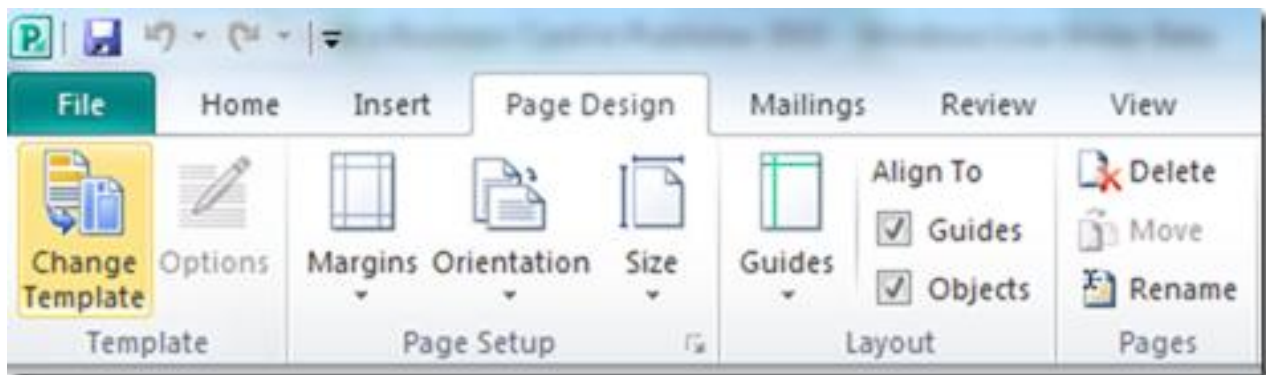 P
File Home Insert Page Design Mailings Review View
Change Template
Options
Margins Orientation Size
Guides
Align To
Guides
Objects
Delete
Move
Rename
Template Page Setup Layout Pages